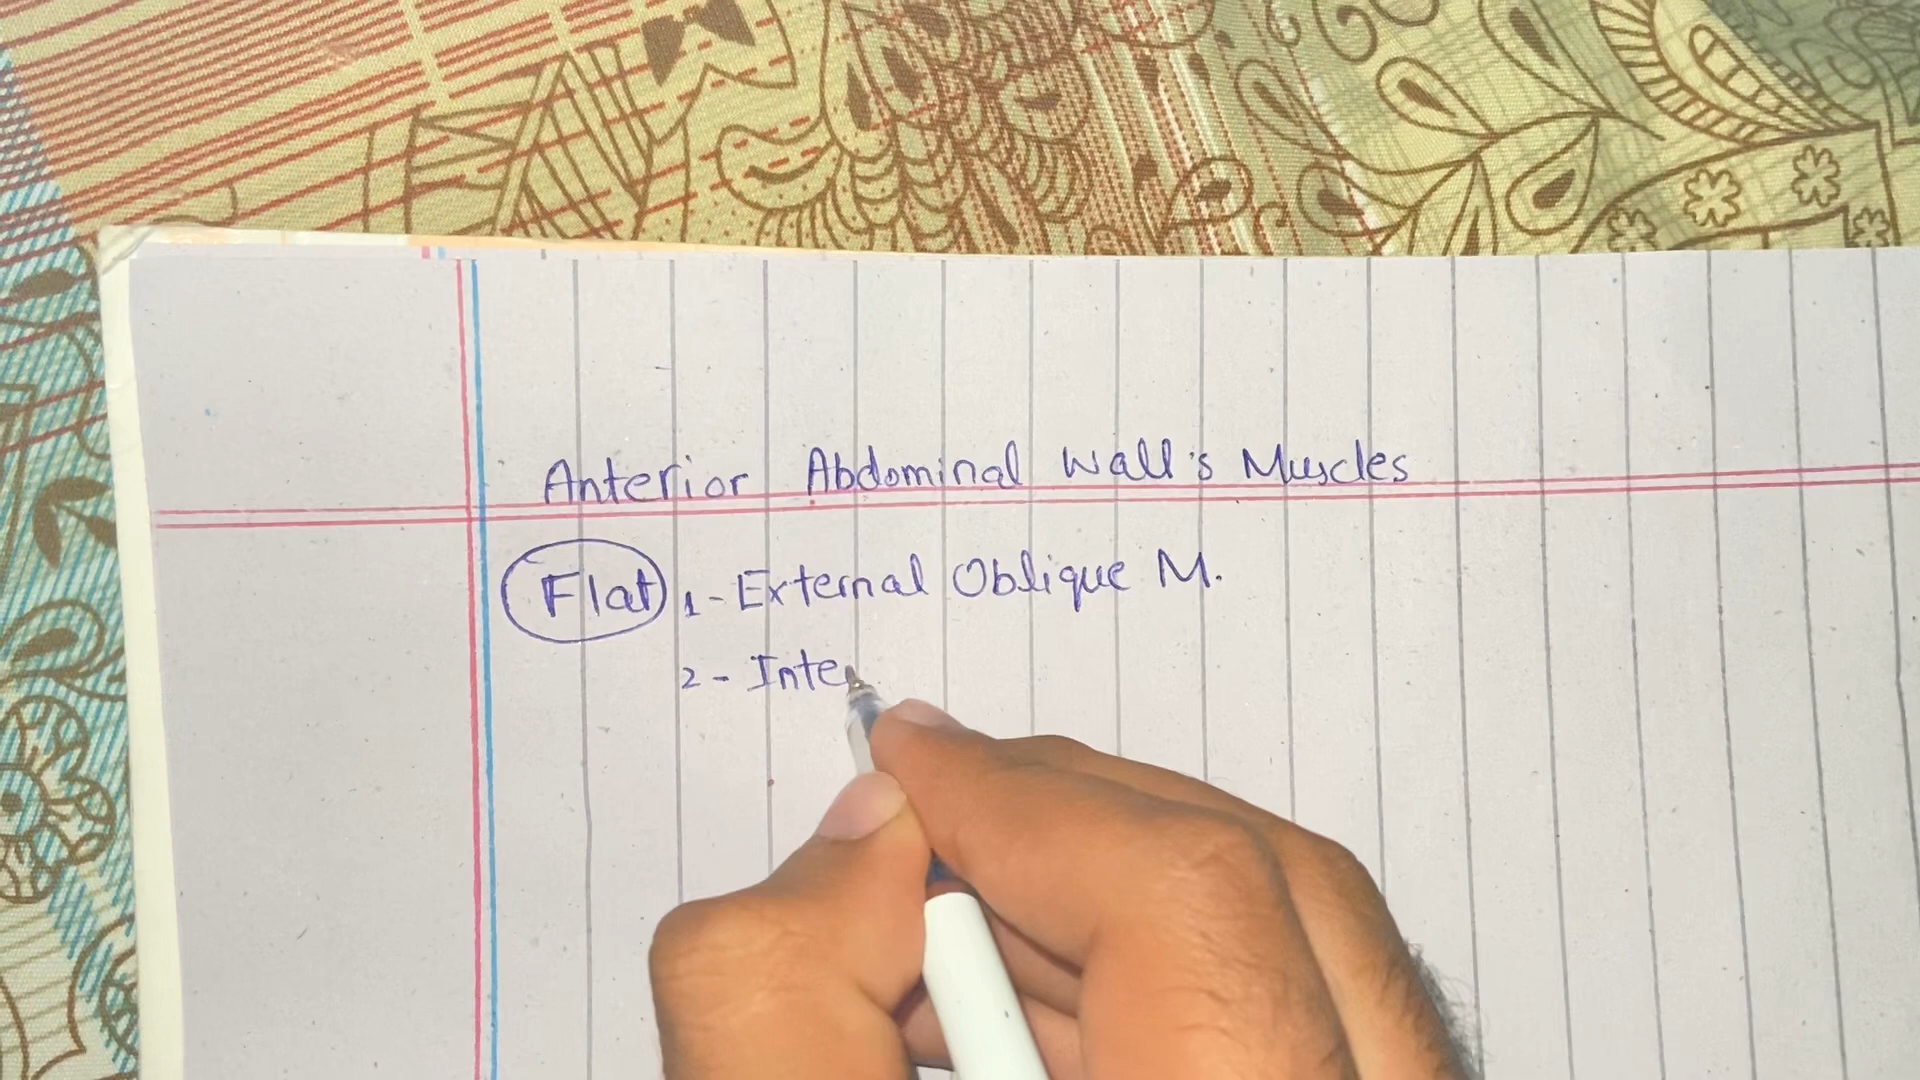 Anterior Abdominal Wall's Muscles
Flat 1- External Oblique M.
2- Inte